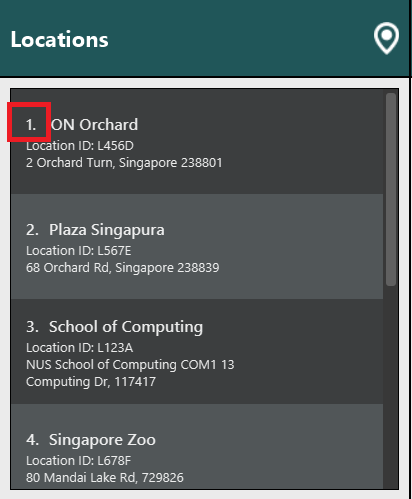 Locations
1. ON Orchard
Location ID: L456D
2 Orchard Turn, Singapore 238801
2. Plaza Singapura
Location ID: L567E
68 Orchard Rd, Singapore 238839
3. School of Computing
Location ID: L123A
NUS School of Computing COM1 13
Computing Dr, 117417
4. Singapore Zoo
Location ID: L678F
80 Mandai Lake Rd, 729826